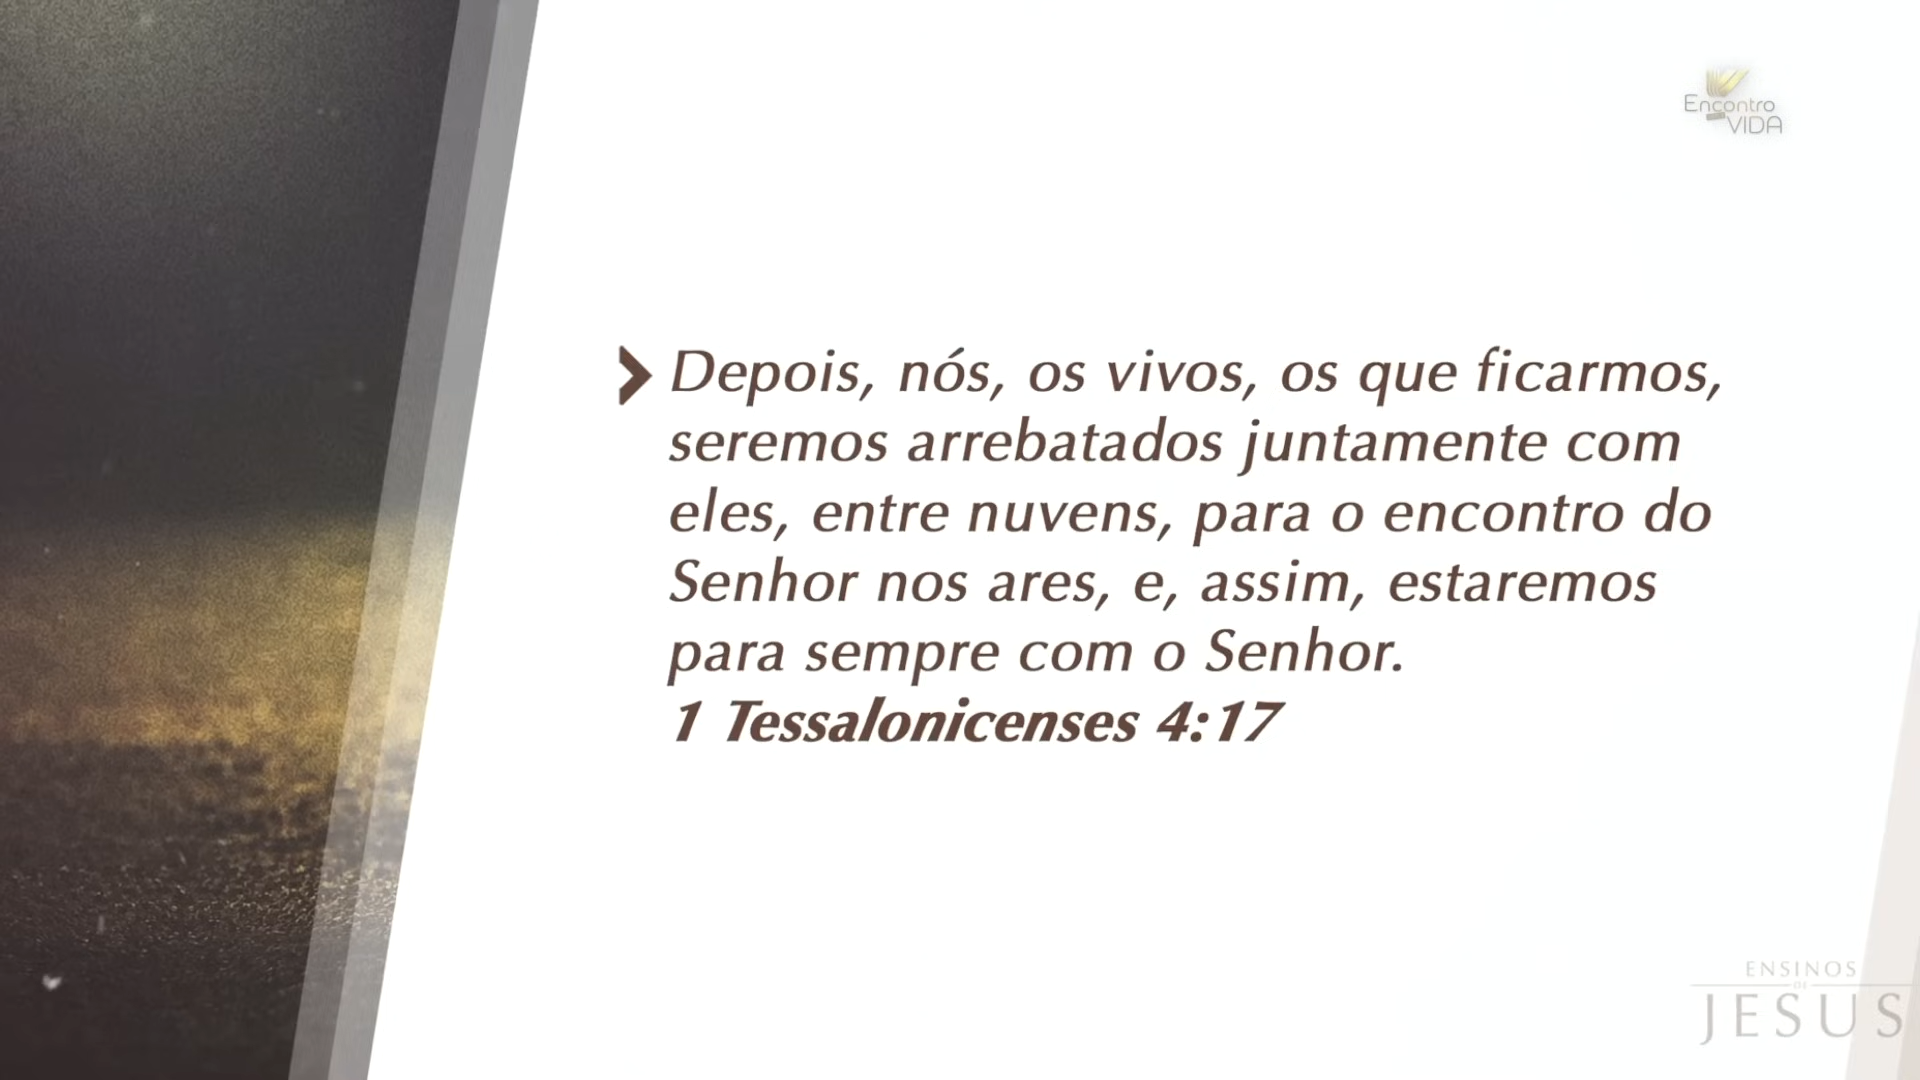 Encontro
VIDA
Depois, nós, os vivos, os que ficarmos,
seremos arrebatados juntamente com
eles, entre nuvens, para o encontro do
Senhor nos ares, e, assim, estaremos
para sempre com o Senhor.
1 Tessalonicenses 4:17
ENSINOS
DE
JESUS